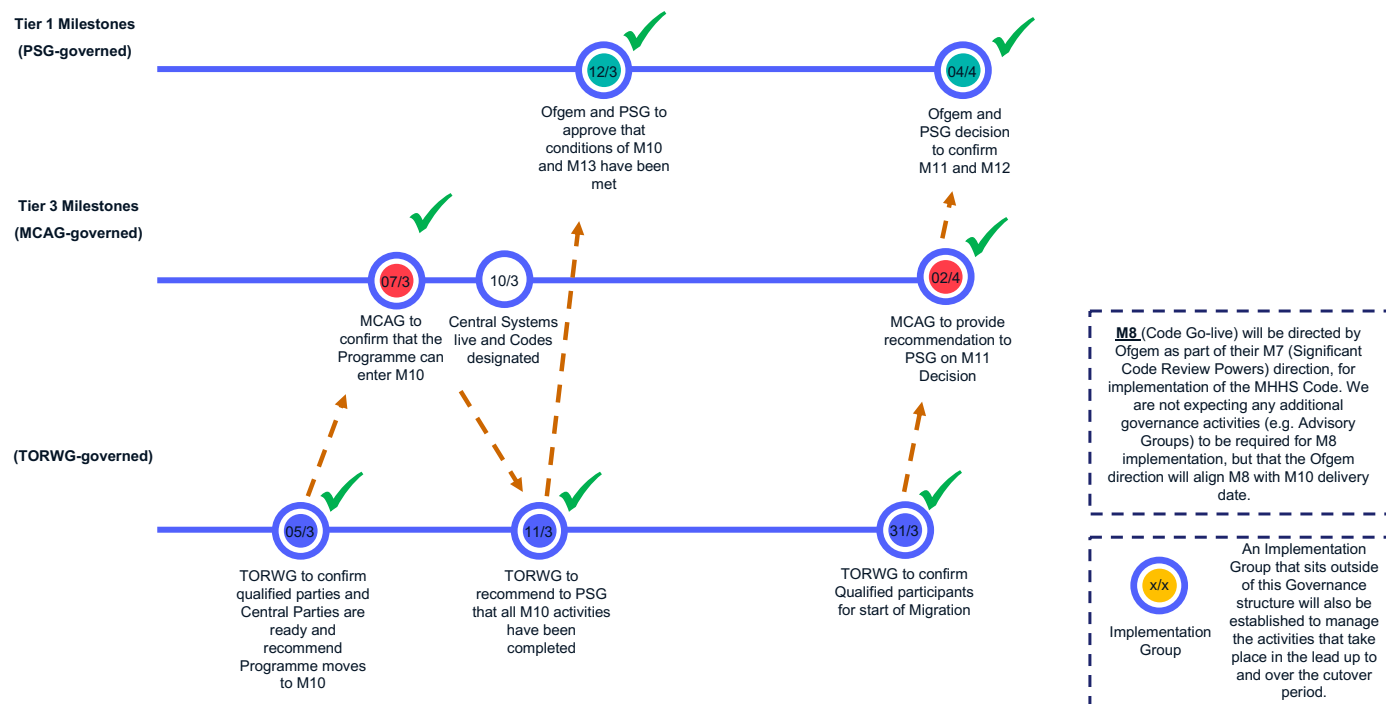 Tier 1 Milestones
(PSG-governed)
12/3
04/4
Ofgem and PSG to
approve that
conditions of M10
and M13 have been
met
Ofgem and
PSG decision
to confirm
M11 and M12
Tier 3 Milestones
(MCAG-governed)
07/3
10/3
02/4
MCAG to
confirm that the
Programme can
enter M10
Central Systems
live and Codes
designated
MCAG to provide
recommendation to
PSG on M11
Decision
(TORWG-governed)
05/3
11/3
31/3
TORWG to confirm
qualified parties and
Central Parties are
ready and
recommend
Programme moves
to M10
TORWG to
recommend to PSG
that all M10 activities
have been
completed
TORWG to confirm
Qualified participants
for start of Migration
M8 (Code Go-live) will be directed by
Ofgem as part of their M7 (Significant
Code Review Powers) direction, for
implementation of the MHHS Code. We
are not expecting any additional
governance activities (e.g. Advisory
Groups) to be required for M8
implementation, but that the Ofgem
direction will align M8 with M10 delivery
date.
x/x
Implementation
Group
An Implementation
Group that sits outside
of this Governance
structure will also be
established to manage
the activities that take
place in the lead up to
and over the cutover
period.